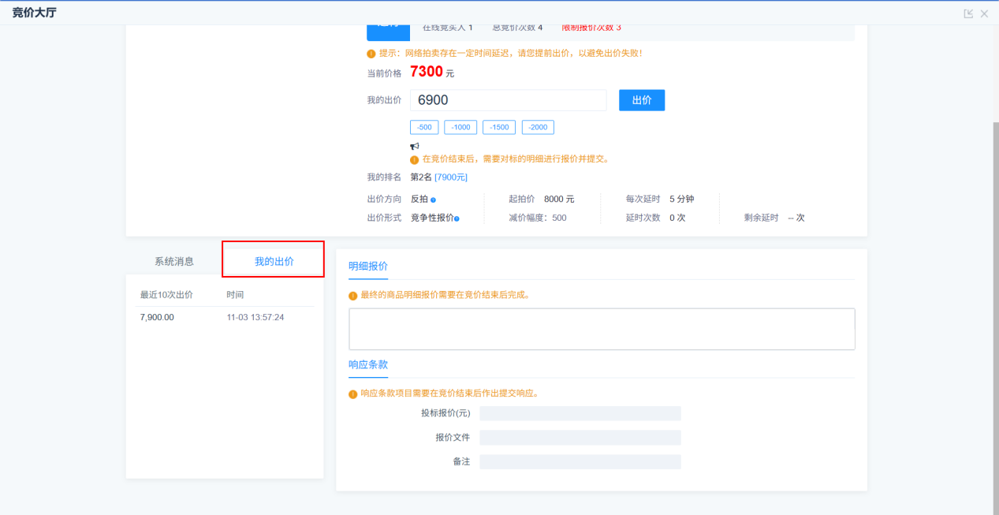 竞价大厅
在线竞买人 1 总竞价次数 4 限制报价次数 3
提示：网络拍卖存在一定时间延迟，请您提前出价，以避免出价失败！
当前价格 7300 元
我的出价 6900 出价
-500 -1000 -1500 -2000
在竞价结束后，需要对标的明细进行报价并提交。
我的排名 第2名 [7900元]
出价方向 反拍 起拍价 8000 元 每次延时 5 分钟
出价形式 竞争性报价 减价幅度：500 延时次数 0 次 剩余延时 -- 次
系统消息 我的出价
最近10次出价 时间
7,900.00 11-03 13:57:24
明细报价
最终的商品明细报价需要在竞价结束后完成。
响应条款
响应条款项目需要在竞价结束后作出提交响应。
投标报价(元)
报价文件
备注